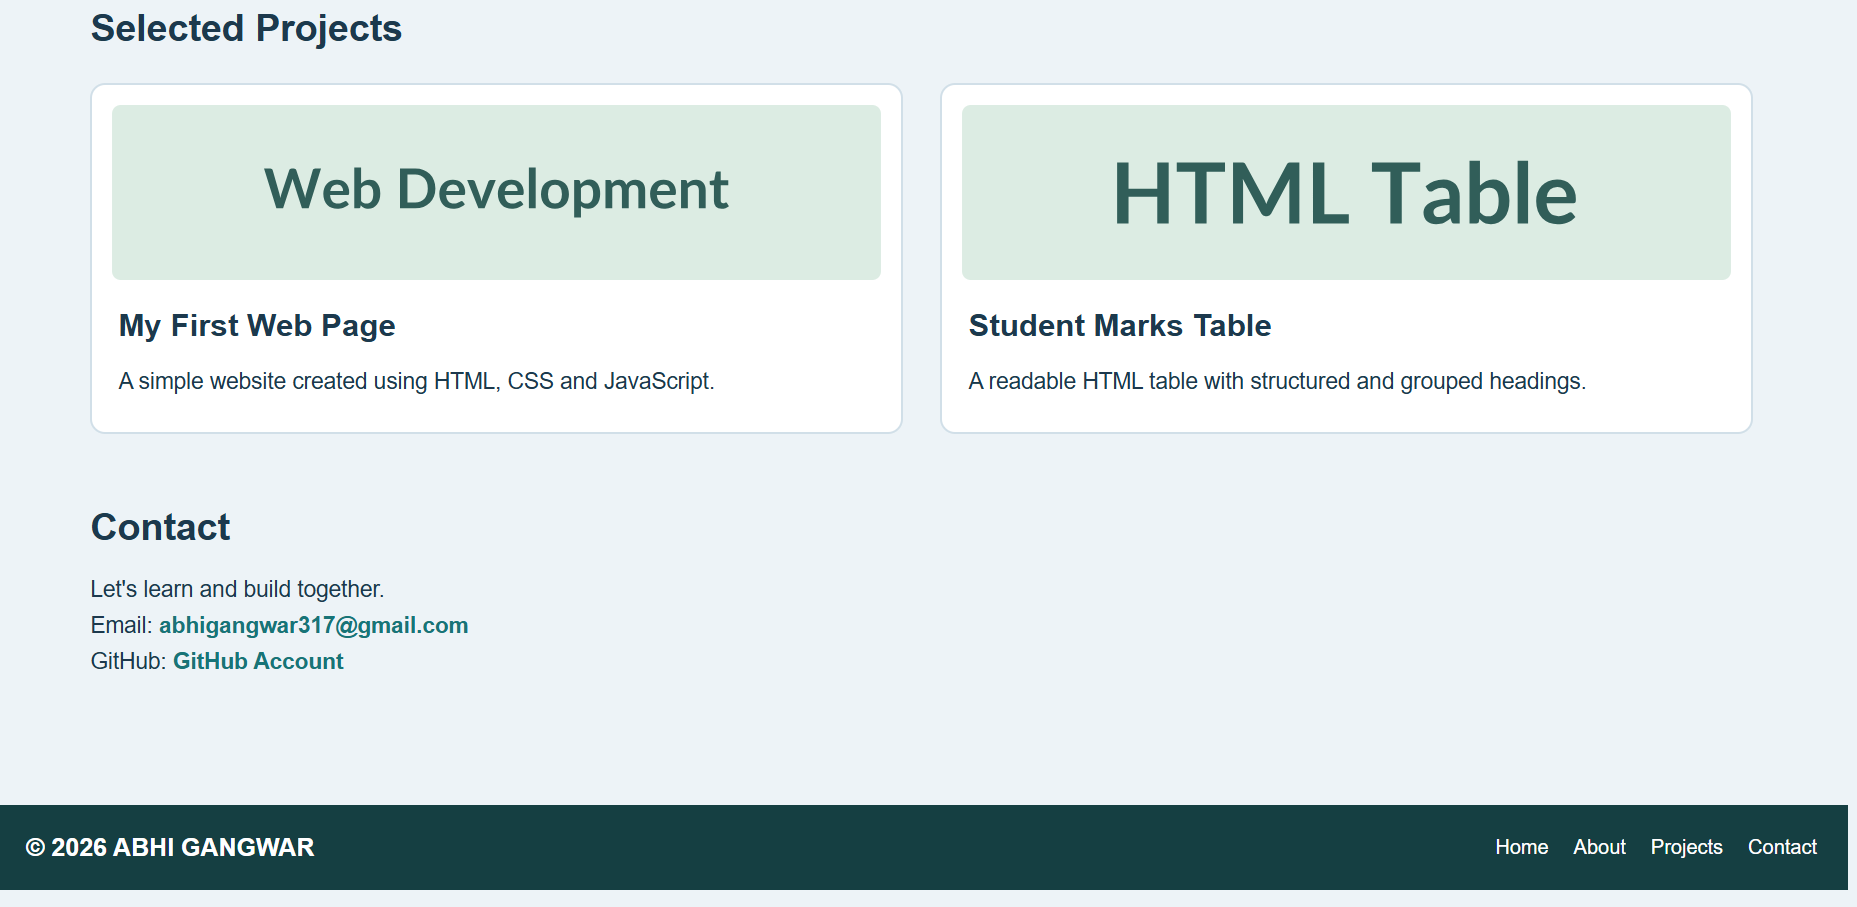 Selected Projects
Web Development
My First Web Page
A simple website created using HTML, CSS and JavaScript.
HTML Table
Student Marks Table
A readable HTML table with structured and grouped headings.
Contact
Let's learn and build together.
Email: abhigangwar317@gmail.com
GitHub: GitHub Account
© 2026 ABHI GANGWAR
Home About Projects Contact